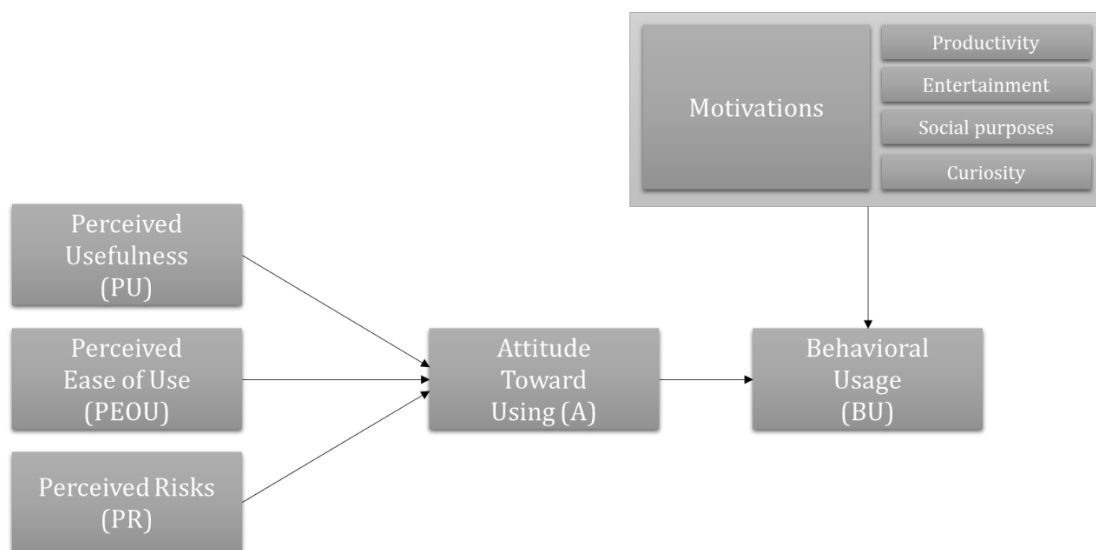 Motivations
Productivity
Entertainment
Social purposes
Curiosity
Perceived
Usefulness
(PU)
Perceived
Ease of Use
(PEOU)
Perceived Risks
(PR)
Attitude
Toward
Using (A)
Behavioral
Usage
(BU)